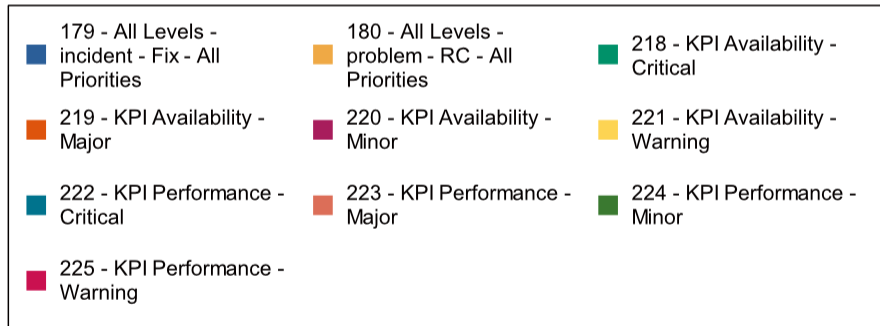 179 - All Levels -
incident - Fix - All
Priorities
180 - All Levels -
problem - RC - All
Priorities
218 - KPI Availability -
Critical
219 - KPI Availability -
Major
220 - KPI Availability -
Minor
221 - KPI Availability -
Warning
222 - KPI Performance -
Critical
223 - KPI Performance -
Major
224 - KPI Performance -
Minor
225 - KPI Performance -
Warning